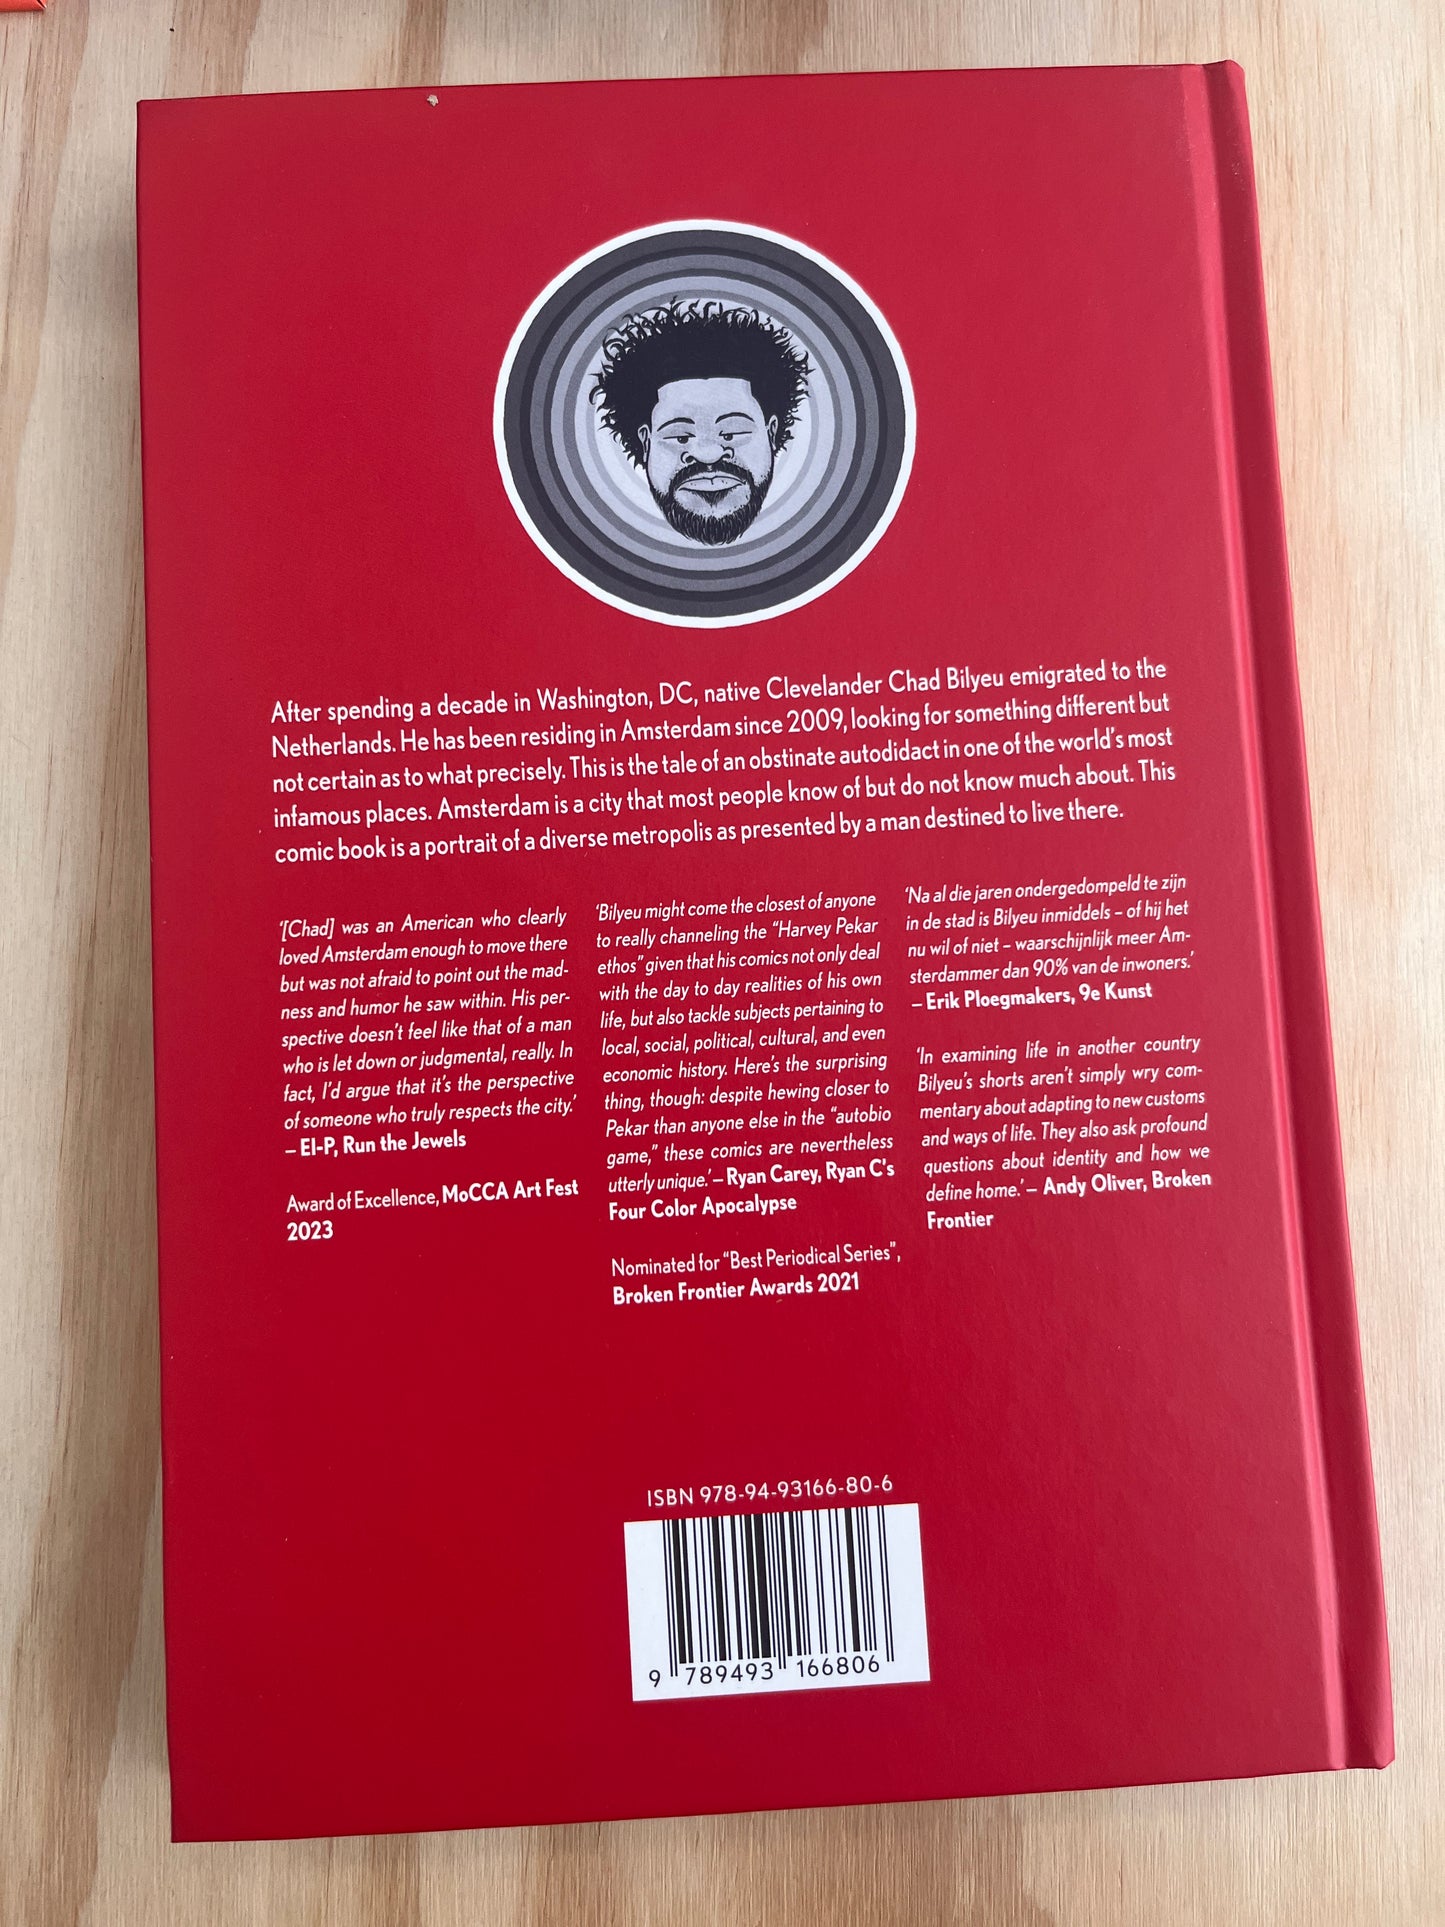 After spending a decade in Washington, DC, native Clevelander Chad Bilyeu emigrated to the
Netherlands. He has been residing in Amsterdam since 2009, looking for something different but
not certain as to what precisely. This is the tale of an obstinate autodidact in one of the world's most
infamous places. Amsterdam is a city that most people know of but do not know much about. This
comic book is a portrait of a diverse metropolis as presented by a man destined to live there.
'[Chad] was an American who clearly
loved Amsterdam enough to move there
but was not afraid to point out the mad-
ness and humor he saw within. His per-
spective doesn't feel like that of a man
who is let down or judgmental, really. In
fact, I'd argue that it's the perspective
of someone who truly respects the city.'
– El-P, Run the Jewels
Award of Excellence, MoCCA Art Fest
2023
'Bilyeu might come the closest of anyone
to really channeling the "Harvey Pekar
ethos" given that his comics not only deal
with the day to day realities of his own
life, but also tackle subjects pertaining to
local, social, political, cultural, and even
economic history. Here's the surprising
thing, though: despite hewing closer to
Pekar than anyone else in the "autobio
game," these comics are nevertheless
utterly unique.' – Ryan Carey, Ryan C's
Four Color Apocalypse
Nominated for "Best Periodical Series",
Broken Frontier Awards 2021
'Na al die jaren ondergedompeld te zijn
in de stad is Bilyeu inmiddels – of hij het
nu wil of niet – waarschijnlijk meer Am-
sterdammer dan 90% van de inwoners.'
– Erik Ploegmakers, 9e Kunst
'In examining life in another country
Bilyeu's shorts aren't simply wry com-
mentary about adapting to new customs
and ways of life. They also ask profound
questions about identity and how we
define home.' – Andy Oliver, Broken
Frontier
ISBN 978-94-93166-80-6
9 789493 166806